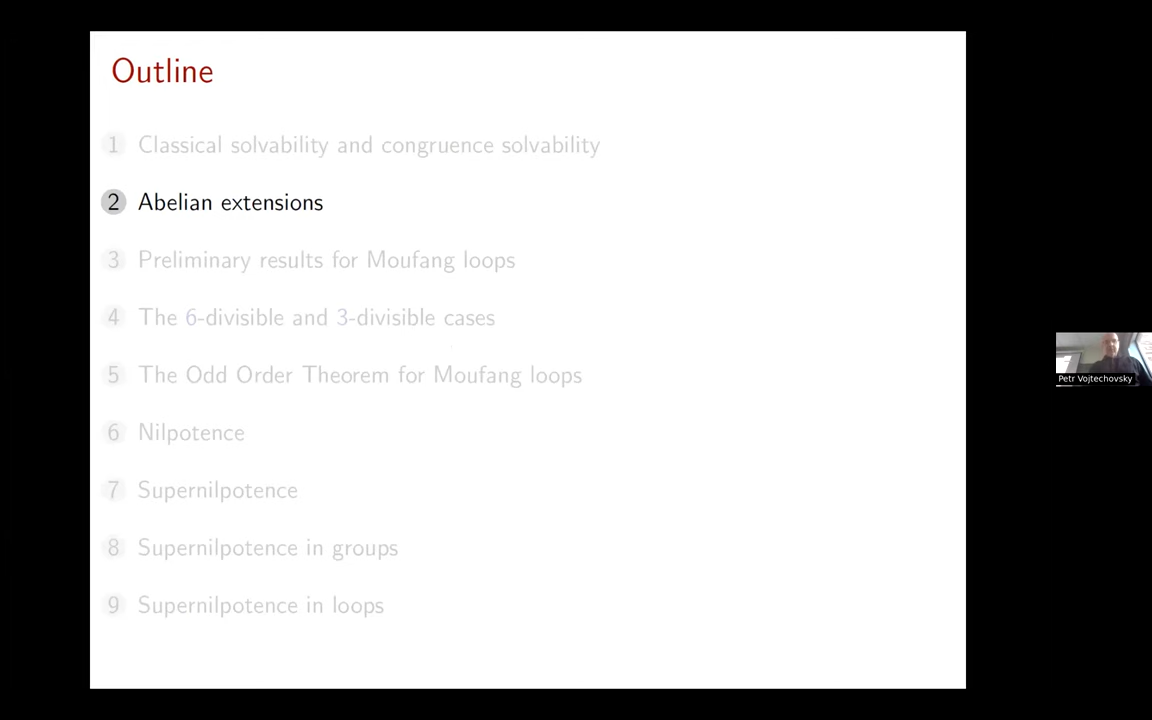 Outline
1 Classical solvability and congruence solvability
2 Abelian extensions
3 Preliminary results for Moufang loops
4 The 6-divisible and 3-divisible cases
5 The Odd Order Theorem for Moufang loops
6 Nilpotence
7 Supernilpotence
8 Supernilpotence in groups
9 Supernilpotence in loops
Petr Vojtechovsky